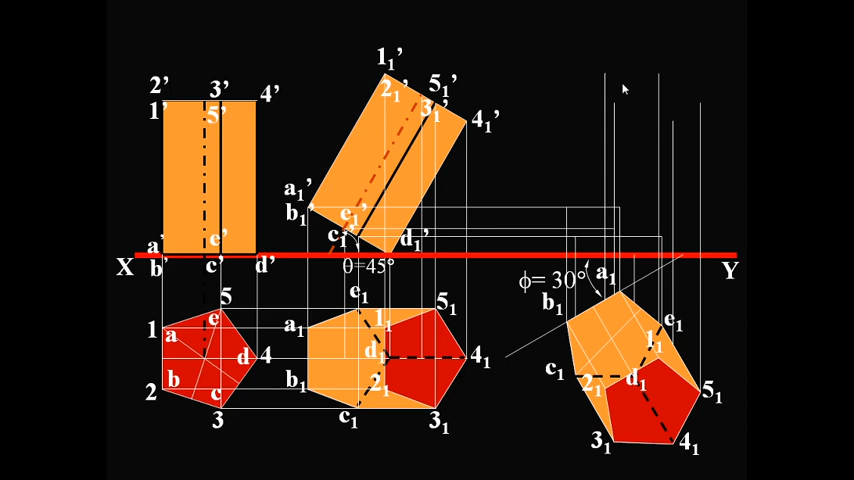 1₁'
2' 3' 4' 2₁' 5₁'
1' 5' 3₁' 4₁'
a₁'
b₁' e₁'
a' e' c₁' d₁'
X b' c' d' θ=45° Y
ϕ= 30° a₁
5 e₁ 5₁ b₁
1 a e a₁ 1₁ e₁
d 4 d₁ 4₁ 1₁
2 b c b₁ 2₁ c₁ 2₁ d₁ 5₁
3 c₁ 3₁
3₁ 4₁